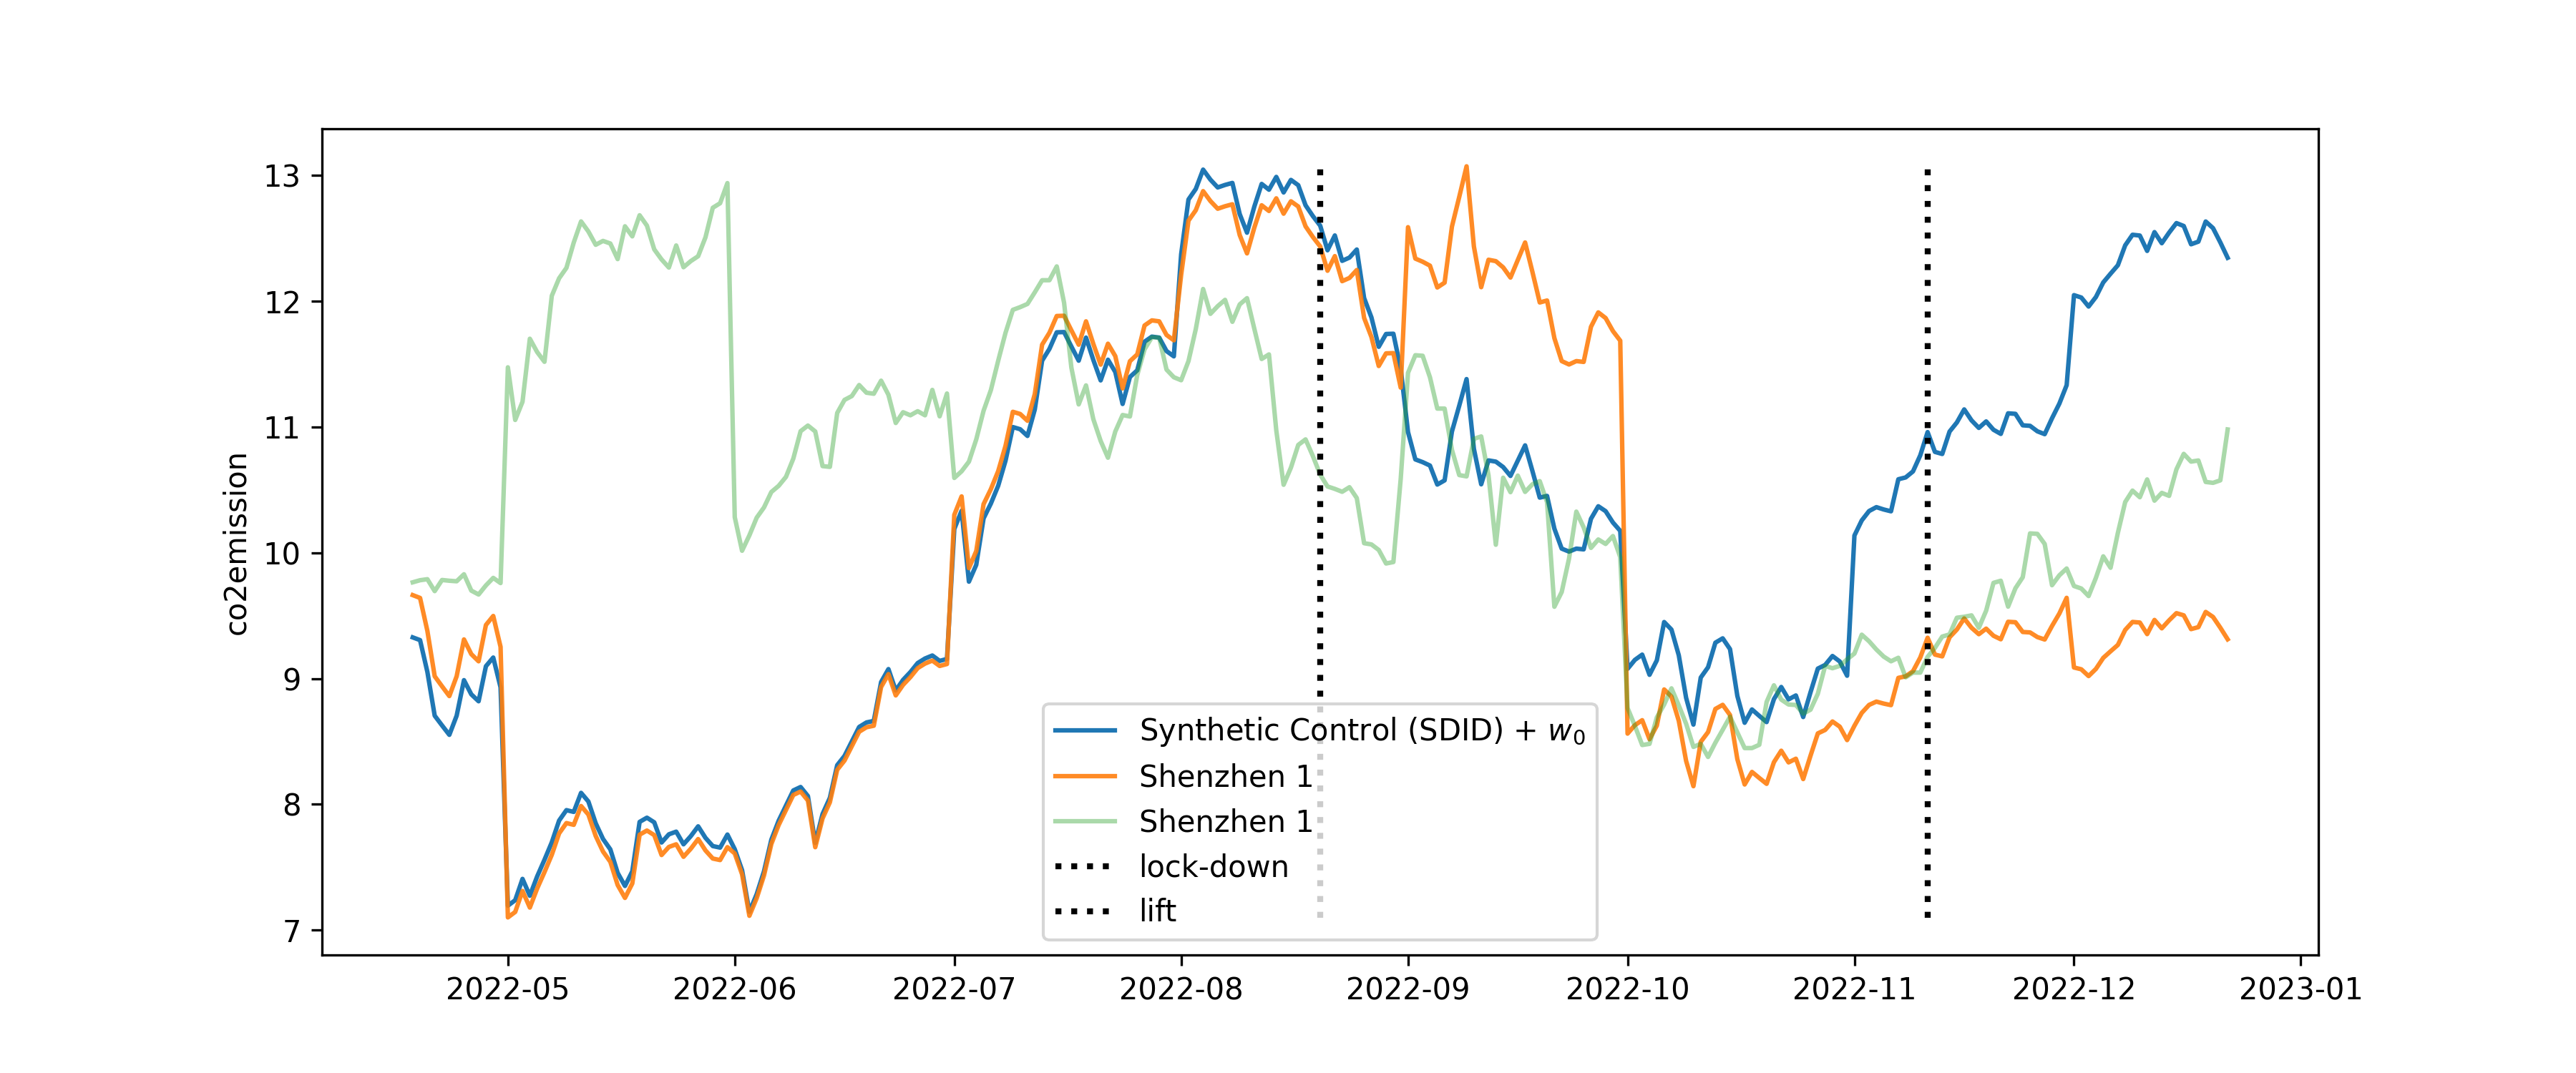 13
12
11
10
9
8
7
co2emission
Synthetic Control (SDID) + w₀
Shenzhen 1
Shenzhen 1
lock-down
lift
2022-05 2022-06 2022-07 2022-08 2022-09 2022-10 2022-11 2022-12 2023-01